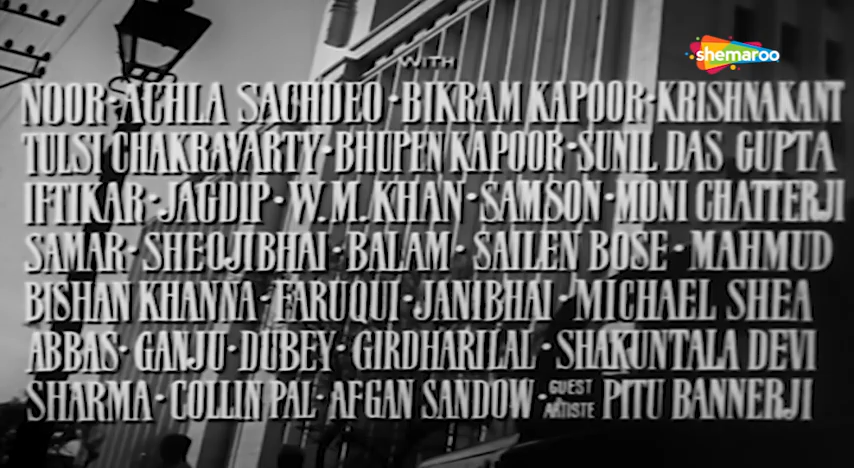 shemaroo
WITH
NOOR · ACHLA SACHDEO · BIKRAM KAPOOR · KRISHNAKANT
TULSI CHAKRAVARTY · BHUPEN KAPOOR · SUNIL DAS GUPTA
IFTIKAR · JAGDIP · W. M. KHAN · SAMSON · MONI CHATTERJI
SAMAR · SHEOJIBHAI · BALAM · SAILEN BOSE · MAHMUD
BISHAN KHANNA · FARUQUI · JANIBHAI · MICHAEL SHEA
ABBAS · GANJU · DUBEY · GIRDHARILAL · SHAKUNTALA DEVI
SHARMA · COLLIN PAL · AFGAN SANDOW · GUEST ARTISTE PITU BANNERJI